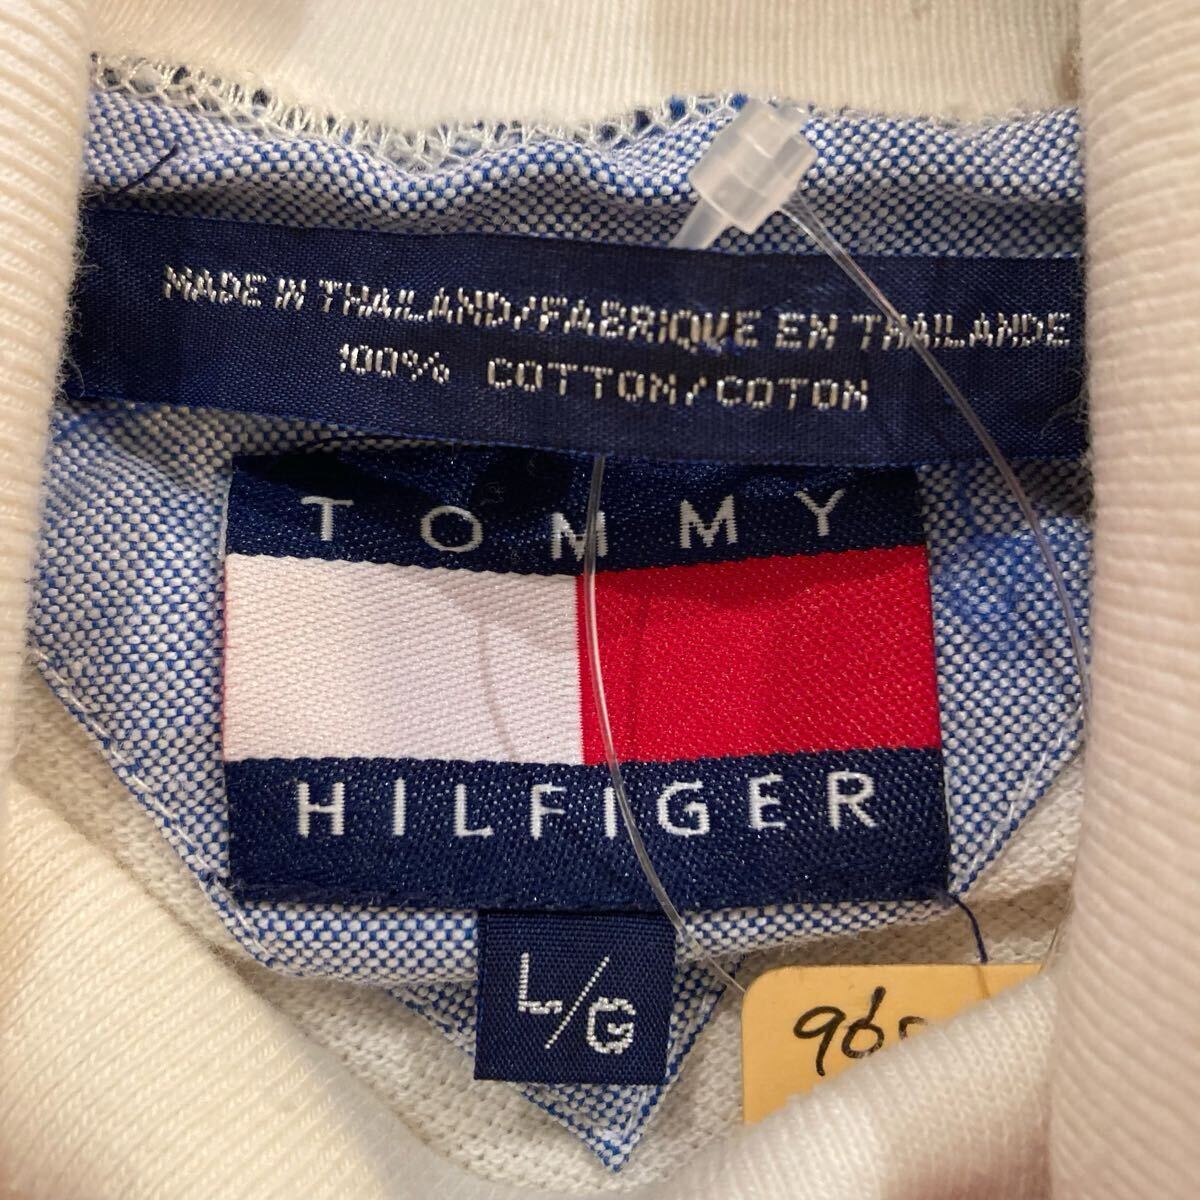 MADE IN THAILAND/FABRIQUE EN THAILANDE
100% COTTON/COTON
TOMMY
HILFIGER
L/G